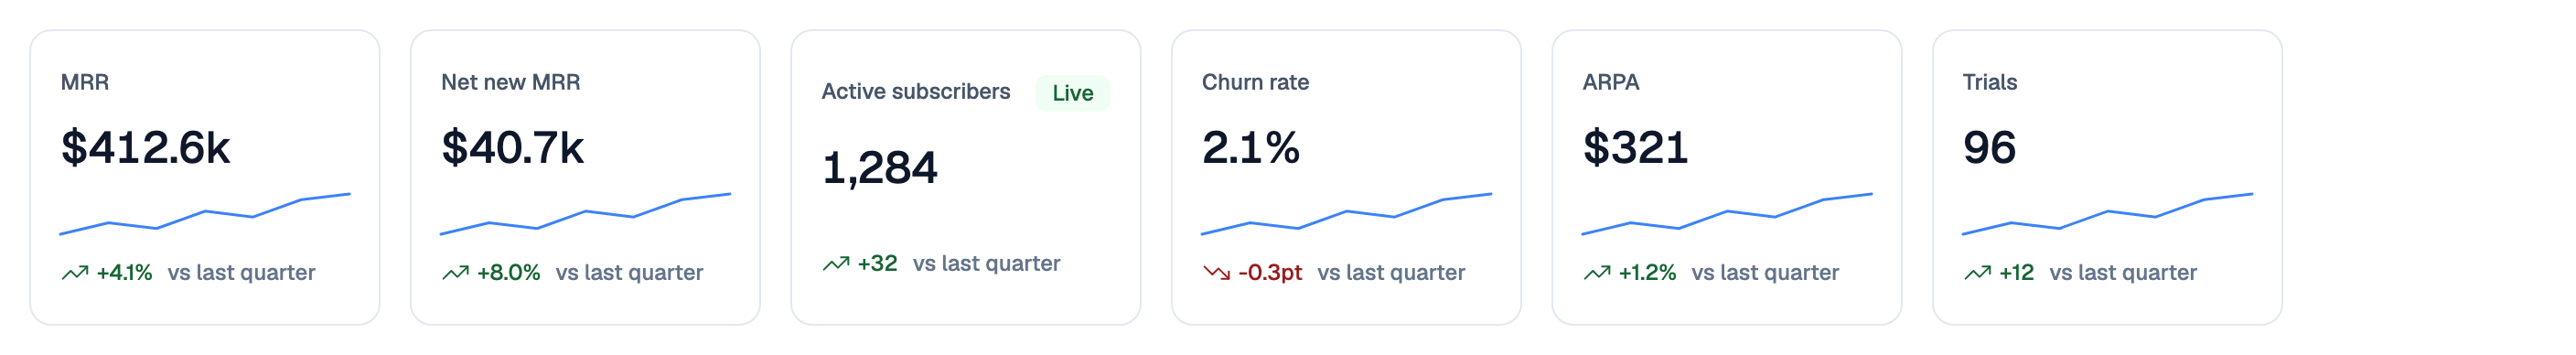 MRR
$412.6k
+4.1% vs last quarter
Net new MRR
$40.7k
+8.0% vs last quarter
Active subscribers Live
1,284
+32 vs last quarter
Churn rate
2.1%
-0.3pt vs last quarter
ARPA
$321
+1.2% vs last quarter
Trials
96
+12 vs last quarter